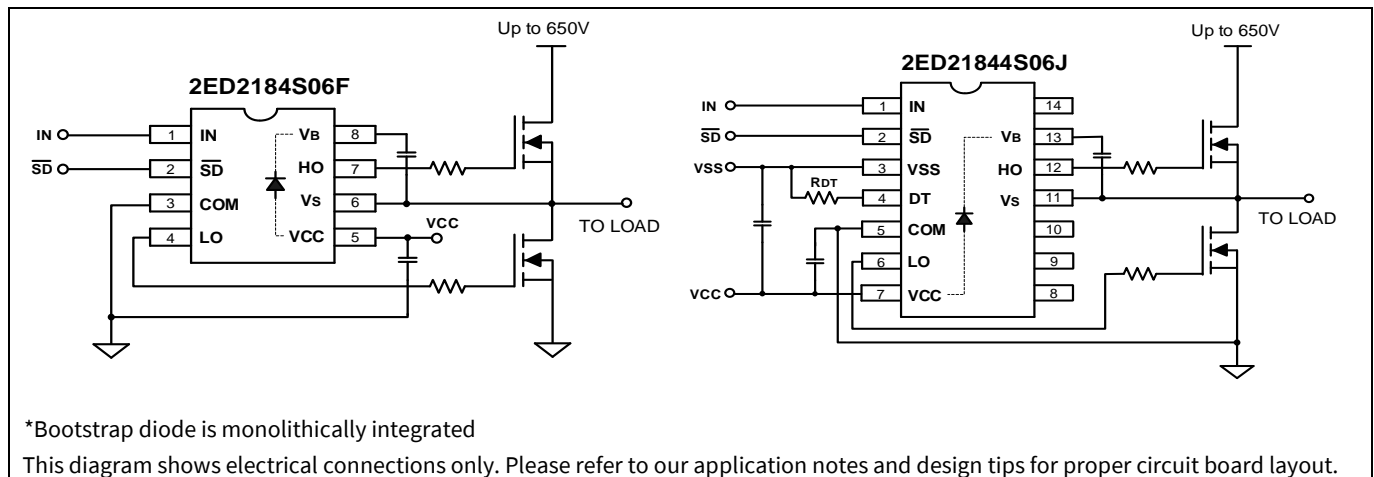 Up to 650V
2ED2184S06F
IN
1
IN
VB
8
SD
2
SD
HO
7
3
COM
VS
6
4
LO
VCC
5
VCC
TO LOAD
Up to 650V
2ED21844S06J
IN
1
IN
14
SD
2
SD
VB
13
VSS
3
VSS
HO
12
RDT
4
DT
VS
11
5
COM
10
TO LOAD
6
LO
9
VCC
7
VCC
8
*Bootstrap diode is monolithically integrated
This diagram shows electrical connections only. Please refer to our application notes and design tips for proper circuit board layout.